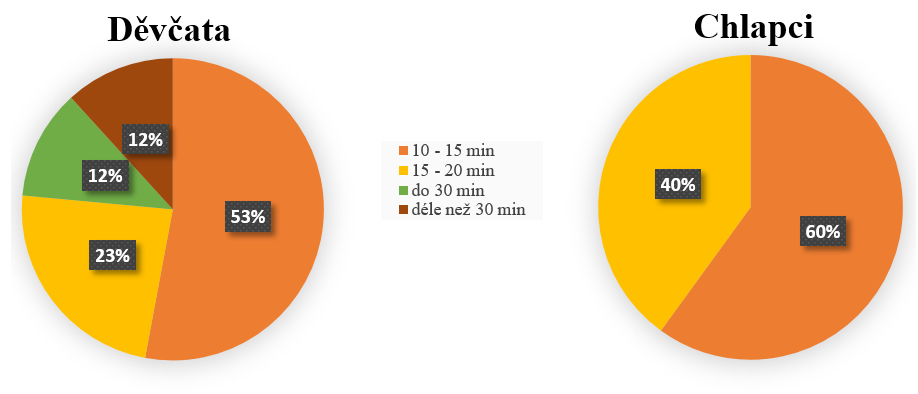 Děvčata
12%
12%
53%
23%
10 - 15 min
15 - 20 min
do 30 min
déle než 30 min
Chlapci
40%
60%